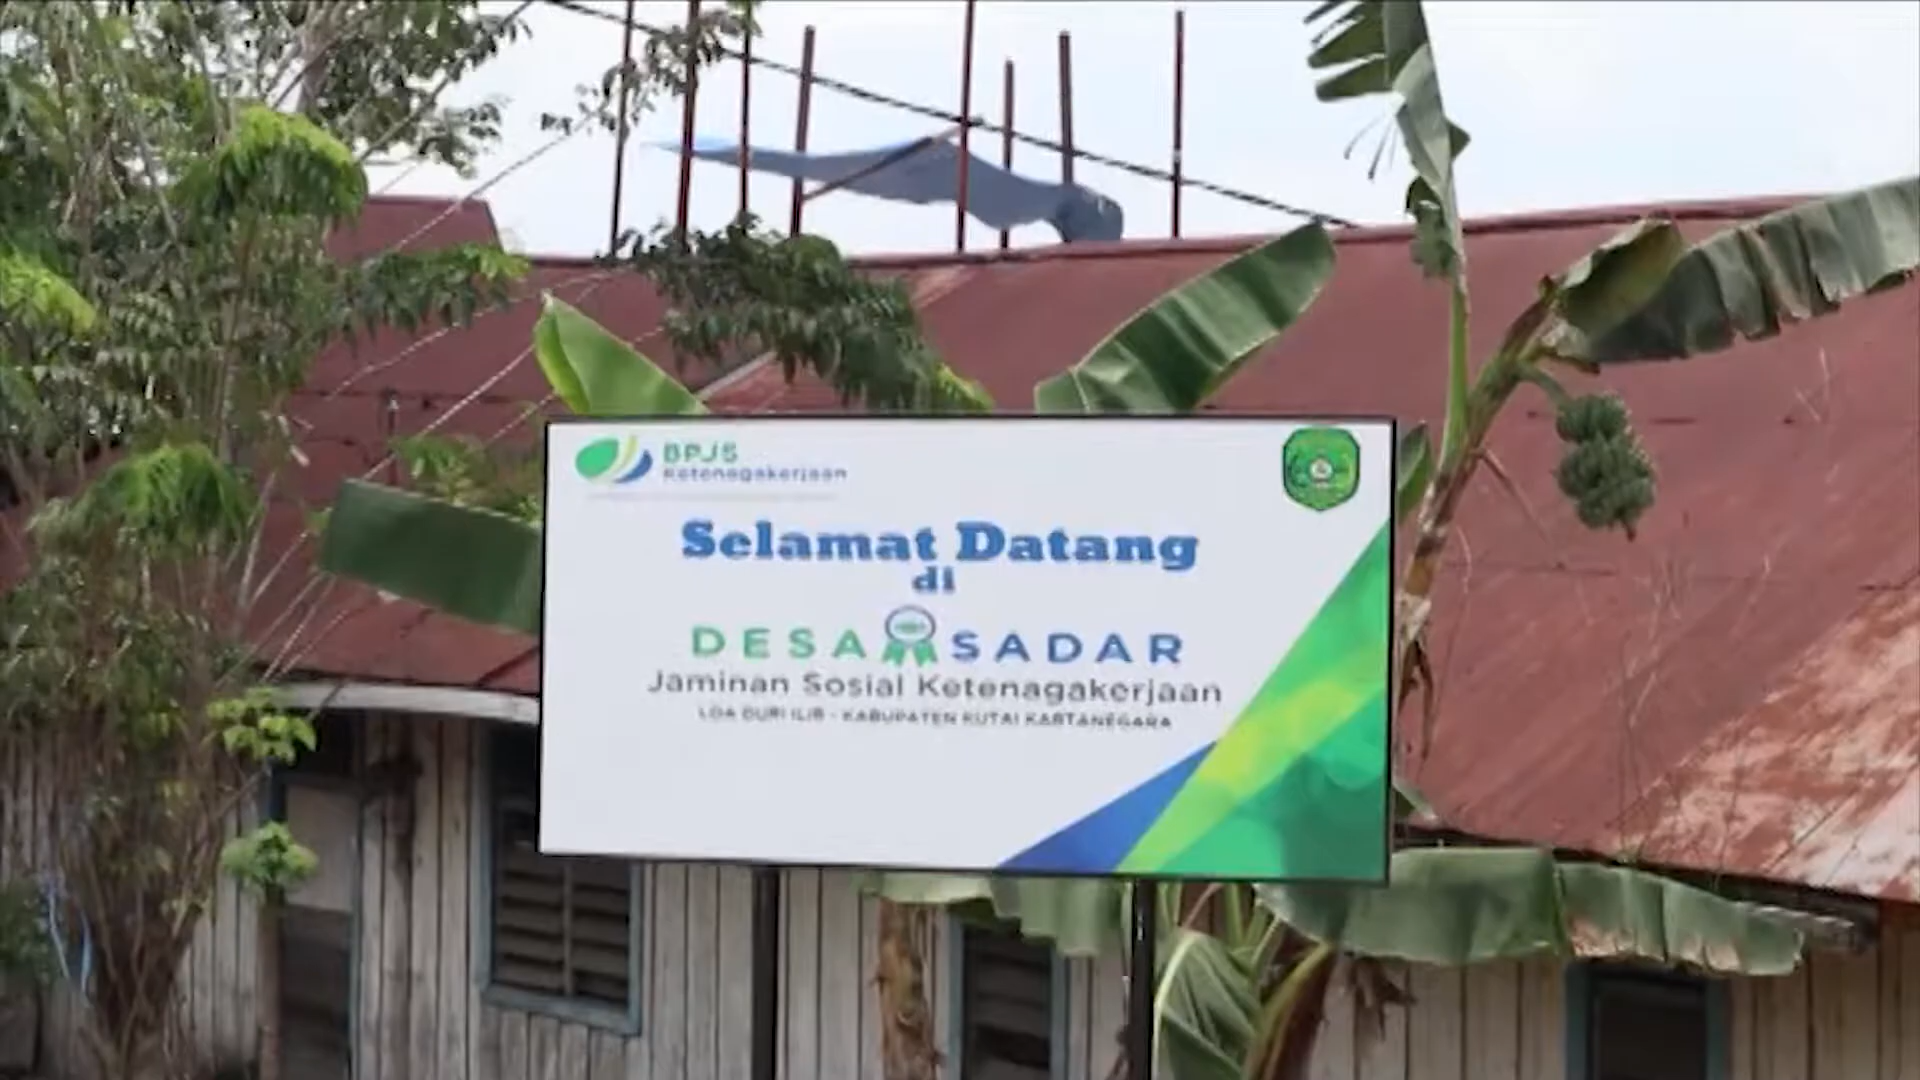 BPJS
Ketenagakerjaan
Selamat Datang
di
DESA SADAR
Jaminan Sosial Ketenagakerjaan
LOA DURI ILIR - KABUPATEN KUTAI KARTANEGARA